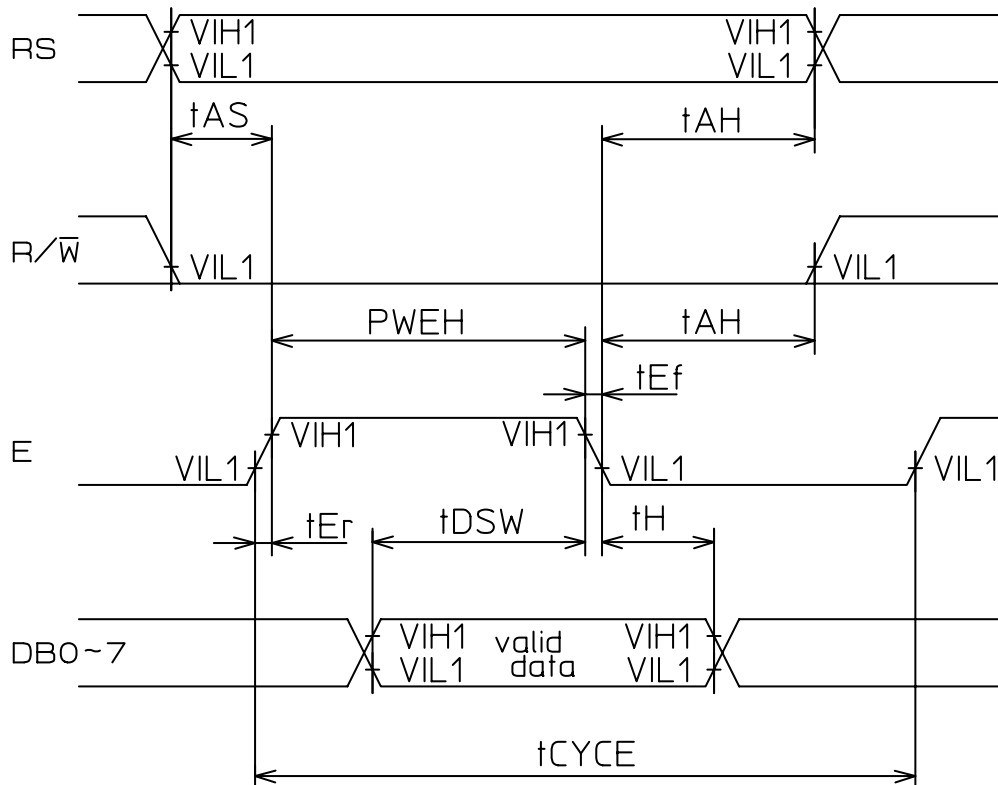 RS
VIH1
VIH1
VIL1
VIL1
tAS
tAH
R/W̅
VIL1
VIL1
PWEH
tAH
tEf
E
VIH1
VIH1
VIL1
VIL1
VIL1
tEr
tDSW
tH
DB0~7
VIH1
valid
VIH1
VIL1
data
VIL1
tCYCE